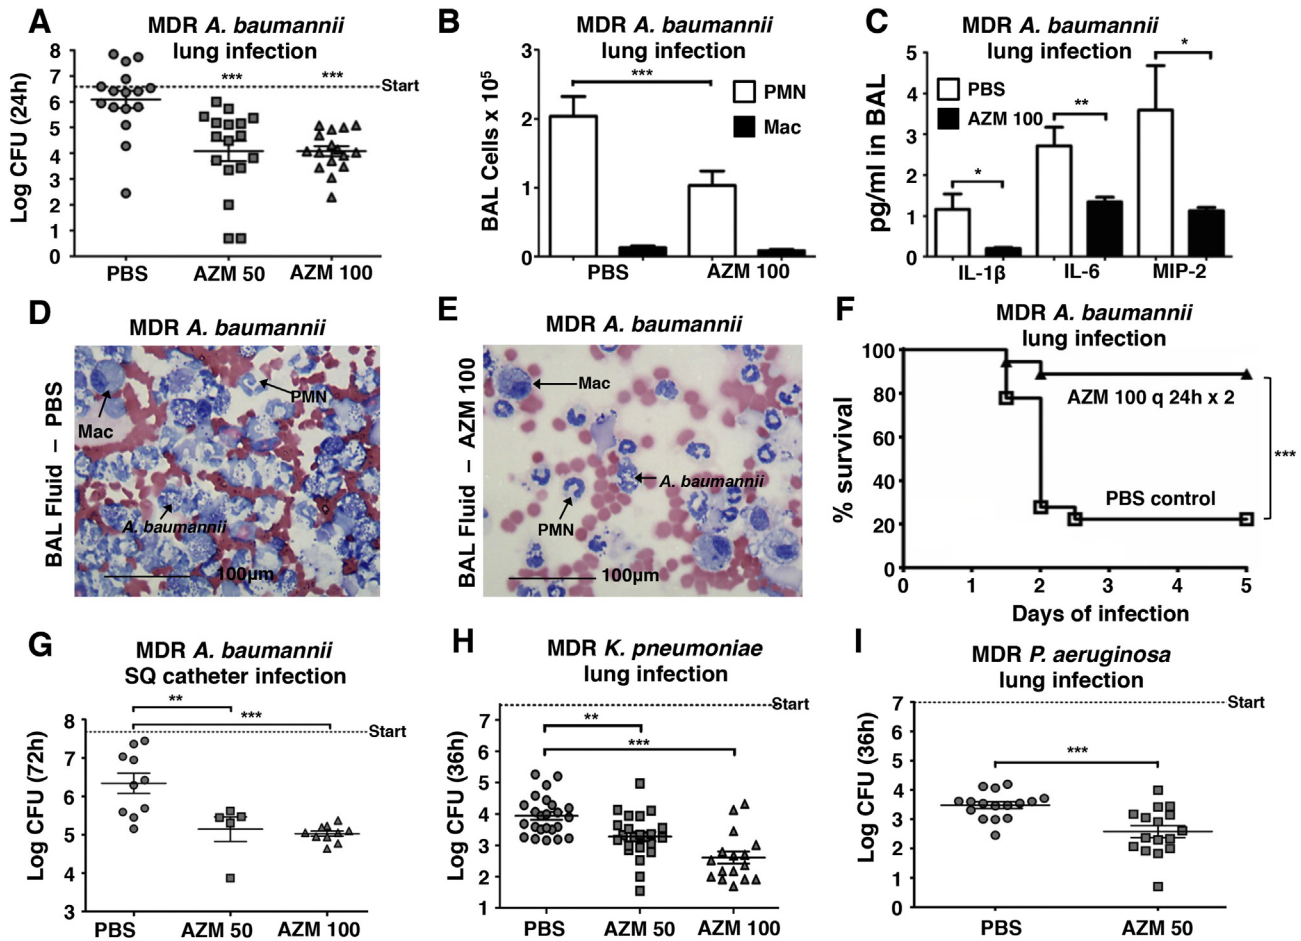 A
MDR A. baumannii
lung infection
Log CFU (24h)
8
7
6
5
4
3
2
1
0
***
***
Start
PBS
AZM 50
AZM 100
B
MDR A. baumannii
lung infection
BAL Cells x 10⁵
3
2
1
0
***
PMN
Mac
PBS
AZM 100
C
MDR A. baumannii
lung infection
pg/ml in BAL
5
4
3
2
1
0
PBS
AZM 100
*
**
*
IL-1β
IL-6
MIP-2
D
MDR A. baumannii
BAL Fluid – PBS
PMN
Mac
A. baumannii
100μm
E
MDR A. baumannii
BAL Fluid – AZM 100
Mac
A. baumannii
PMN
100μm
F
MDR A. baumannii
lung infection
% survival
100
80
60
40
20
0
AZM 100 q 24h x 2
PBS control
***
0
1
2
3
4
5
Days of infection
G
MDR A. baumannii
SQ catheter infection
Log CFU (72h)
8
7
6
5
4
3
**
***
Start
PBS
AZM 50
AZM 100
H
MDR K. pneumoniae
lung infection
Log CFU (36h)
7
6
5
4
3
2
1
Start
**
***
PBS
AZM 50
AZM 100
I
MDR P. aeruginosa
lung infection
Log CFU (36h)
7
6
5
4
3
2
1
0
Start
***
PBS
AZM 50